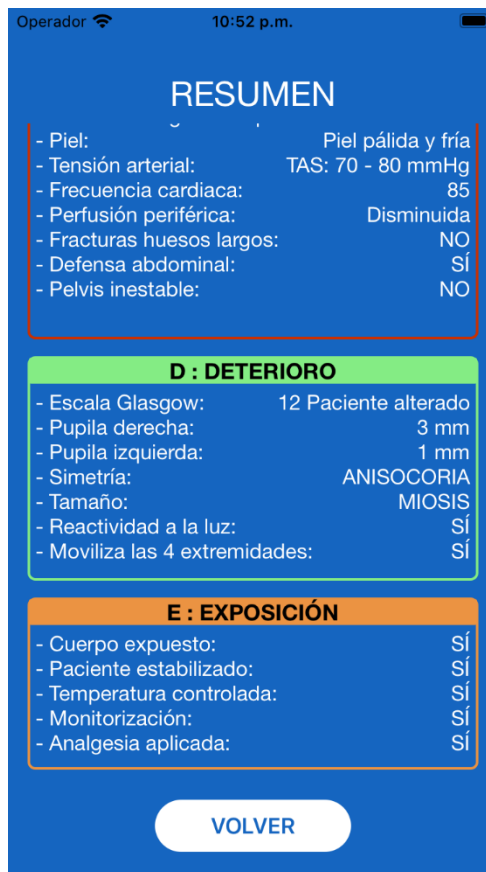 Operador 10:52 p.m.
RESUMEN
- Piel: Piel pálida y fría
- Tensión arterial: TAS: 70 - 80 mmHg
- Frecuencia cardiaca: 85
- Perfusión periférica: Disminuida
- Fracturas huesos largos: NO
- Defensa abdominal: SÍ
- Pelvis inestable: NO
D : DETERIORO
- Escala Glasgow: 12 Paciente alterado
- Pupila derecha: 3 mm
- Pupila izquierda: 1 mm
- Simetría: ANISOCORIA
- Tamaño: MIOSIS
- Reactividad a la luz: SÍ
- Moviliza las 4 extremidades: SÍ
E : EXPOSICIÓN
- Cuerpo expuesto: SÍ
- Paciente estabilizado: SÍ
- Temperatura controlada: SÍ
- Monitorización: SÍ
- Analgesia aplicada: SÍ
VOLVER